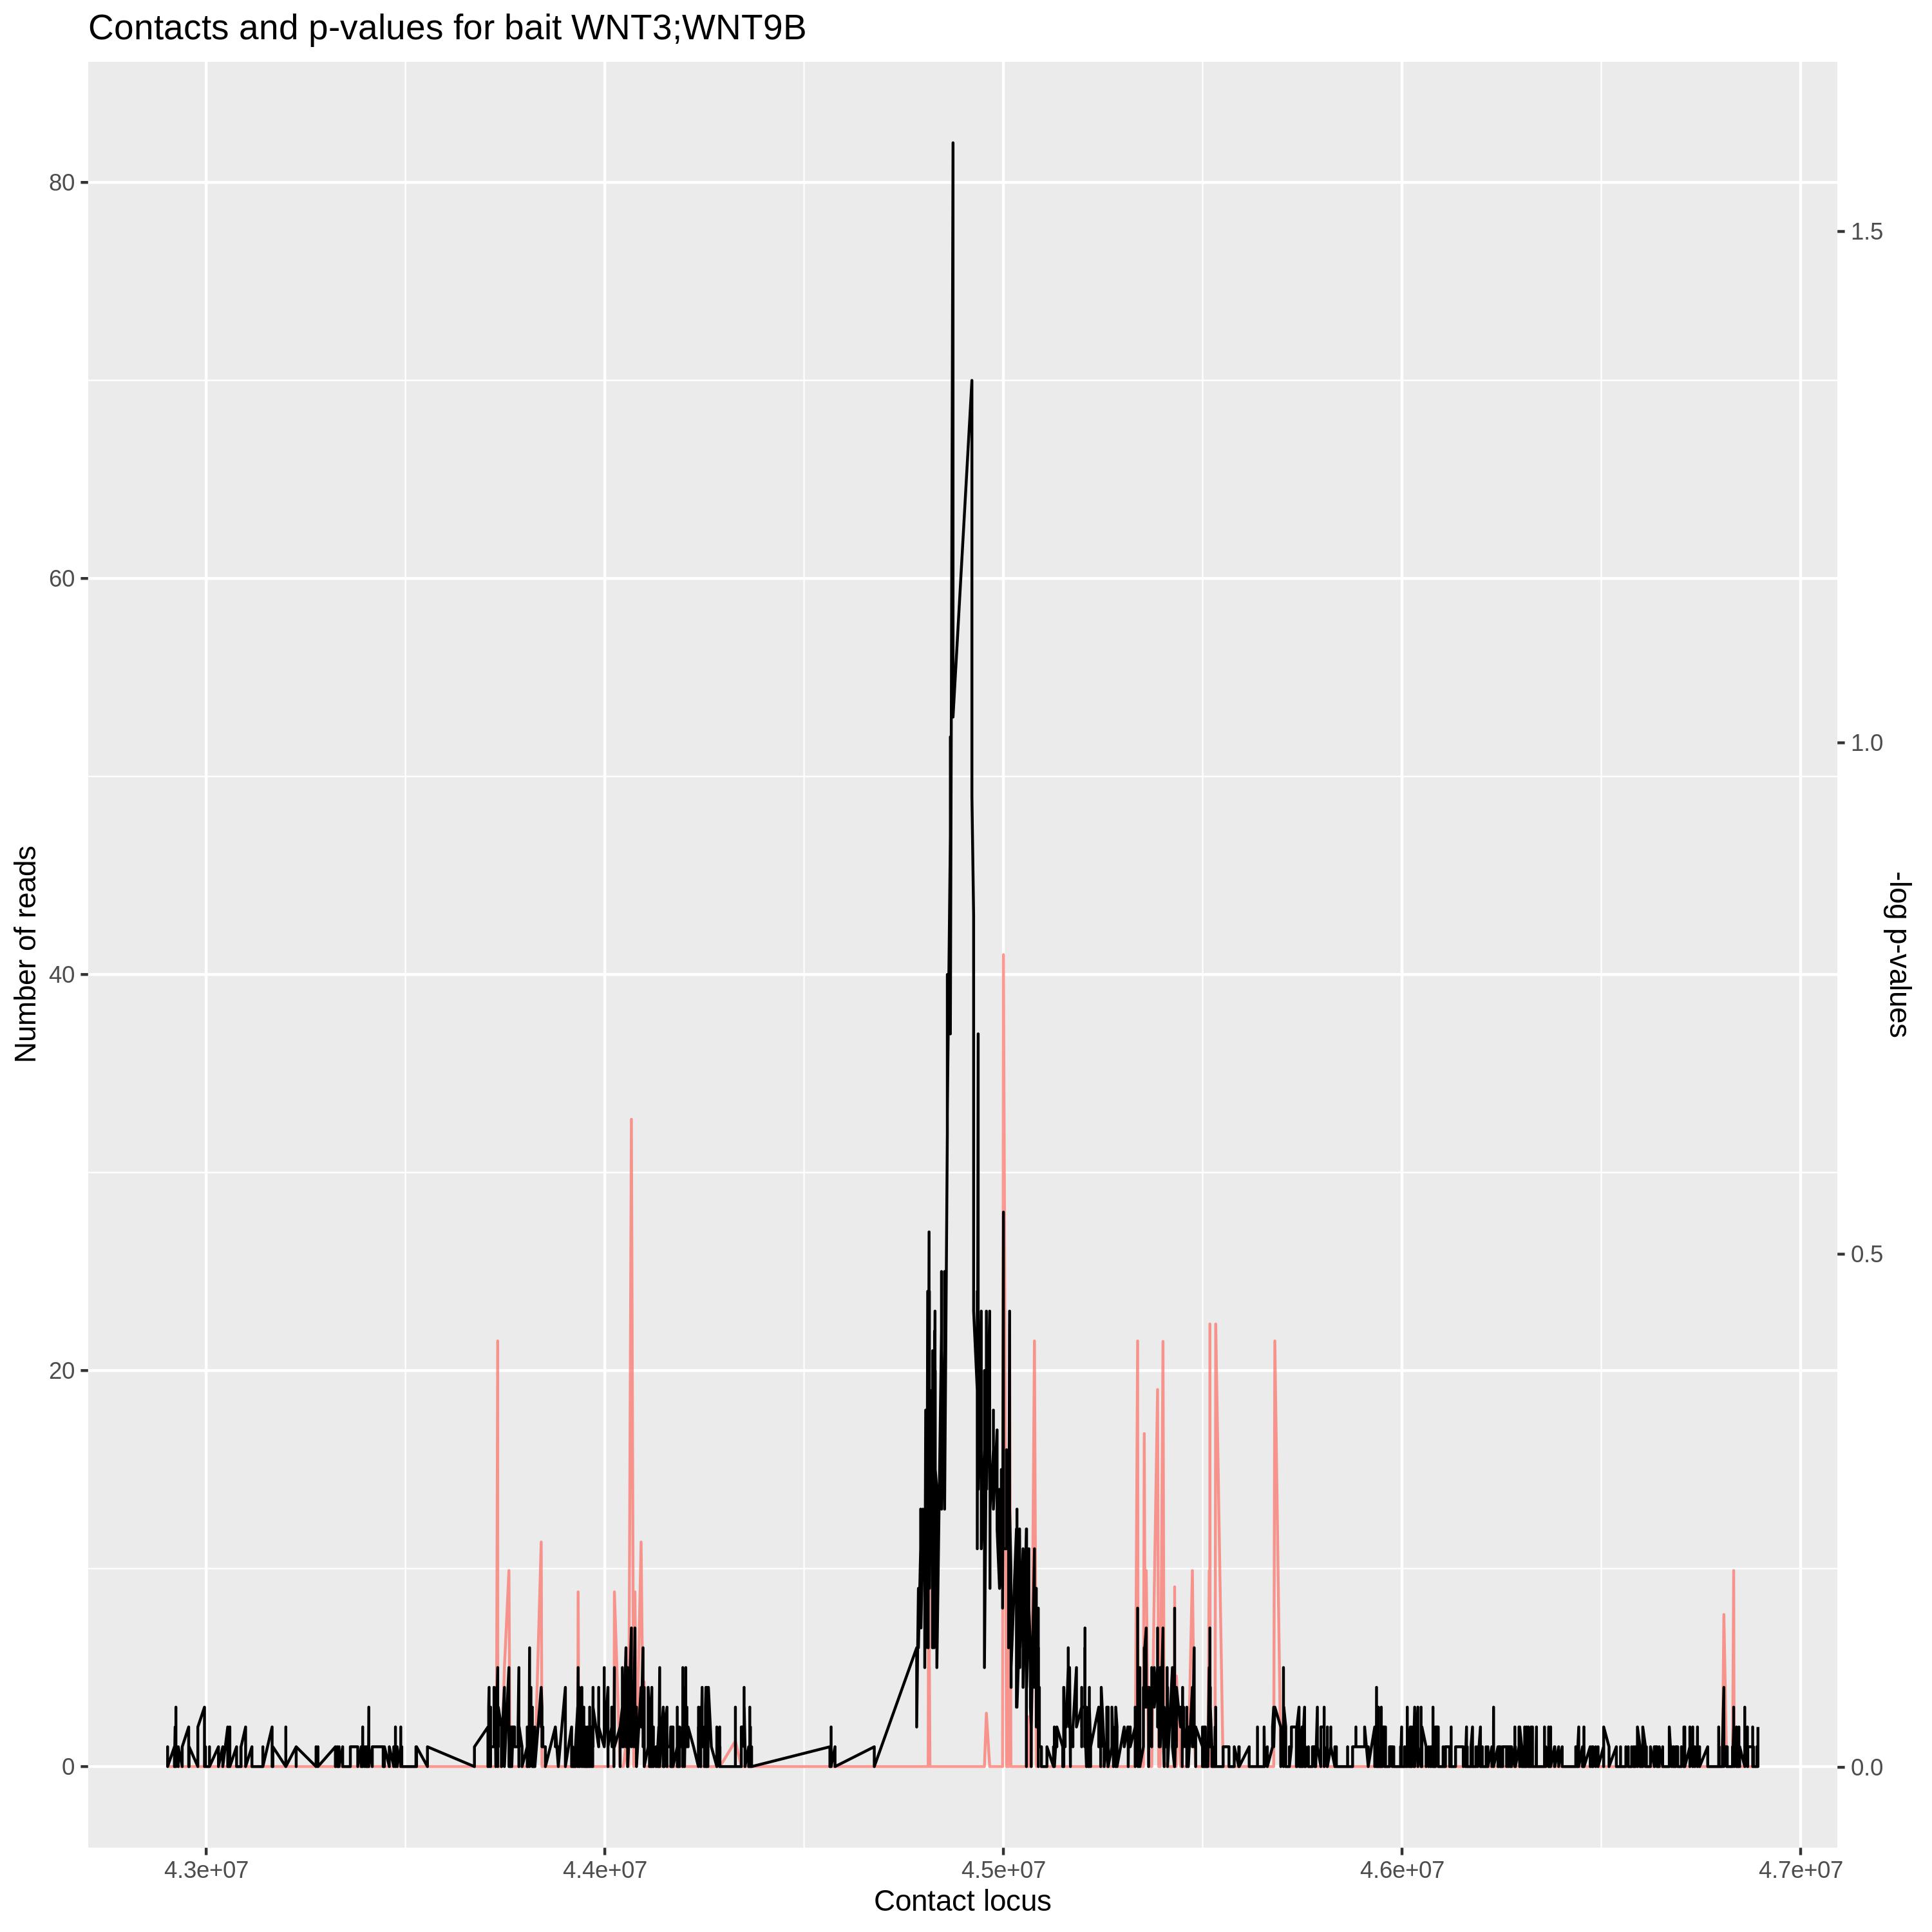 Contacts and p-values for bait WNT3;WNT9B
80
60
40
20
0
Number of reads
1.5
1.0
0.5
0.0
-log p-values
4.3e+07 4.4e+07 4.5e+07 4.6e+07 4.7e+07
Contact locus